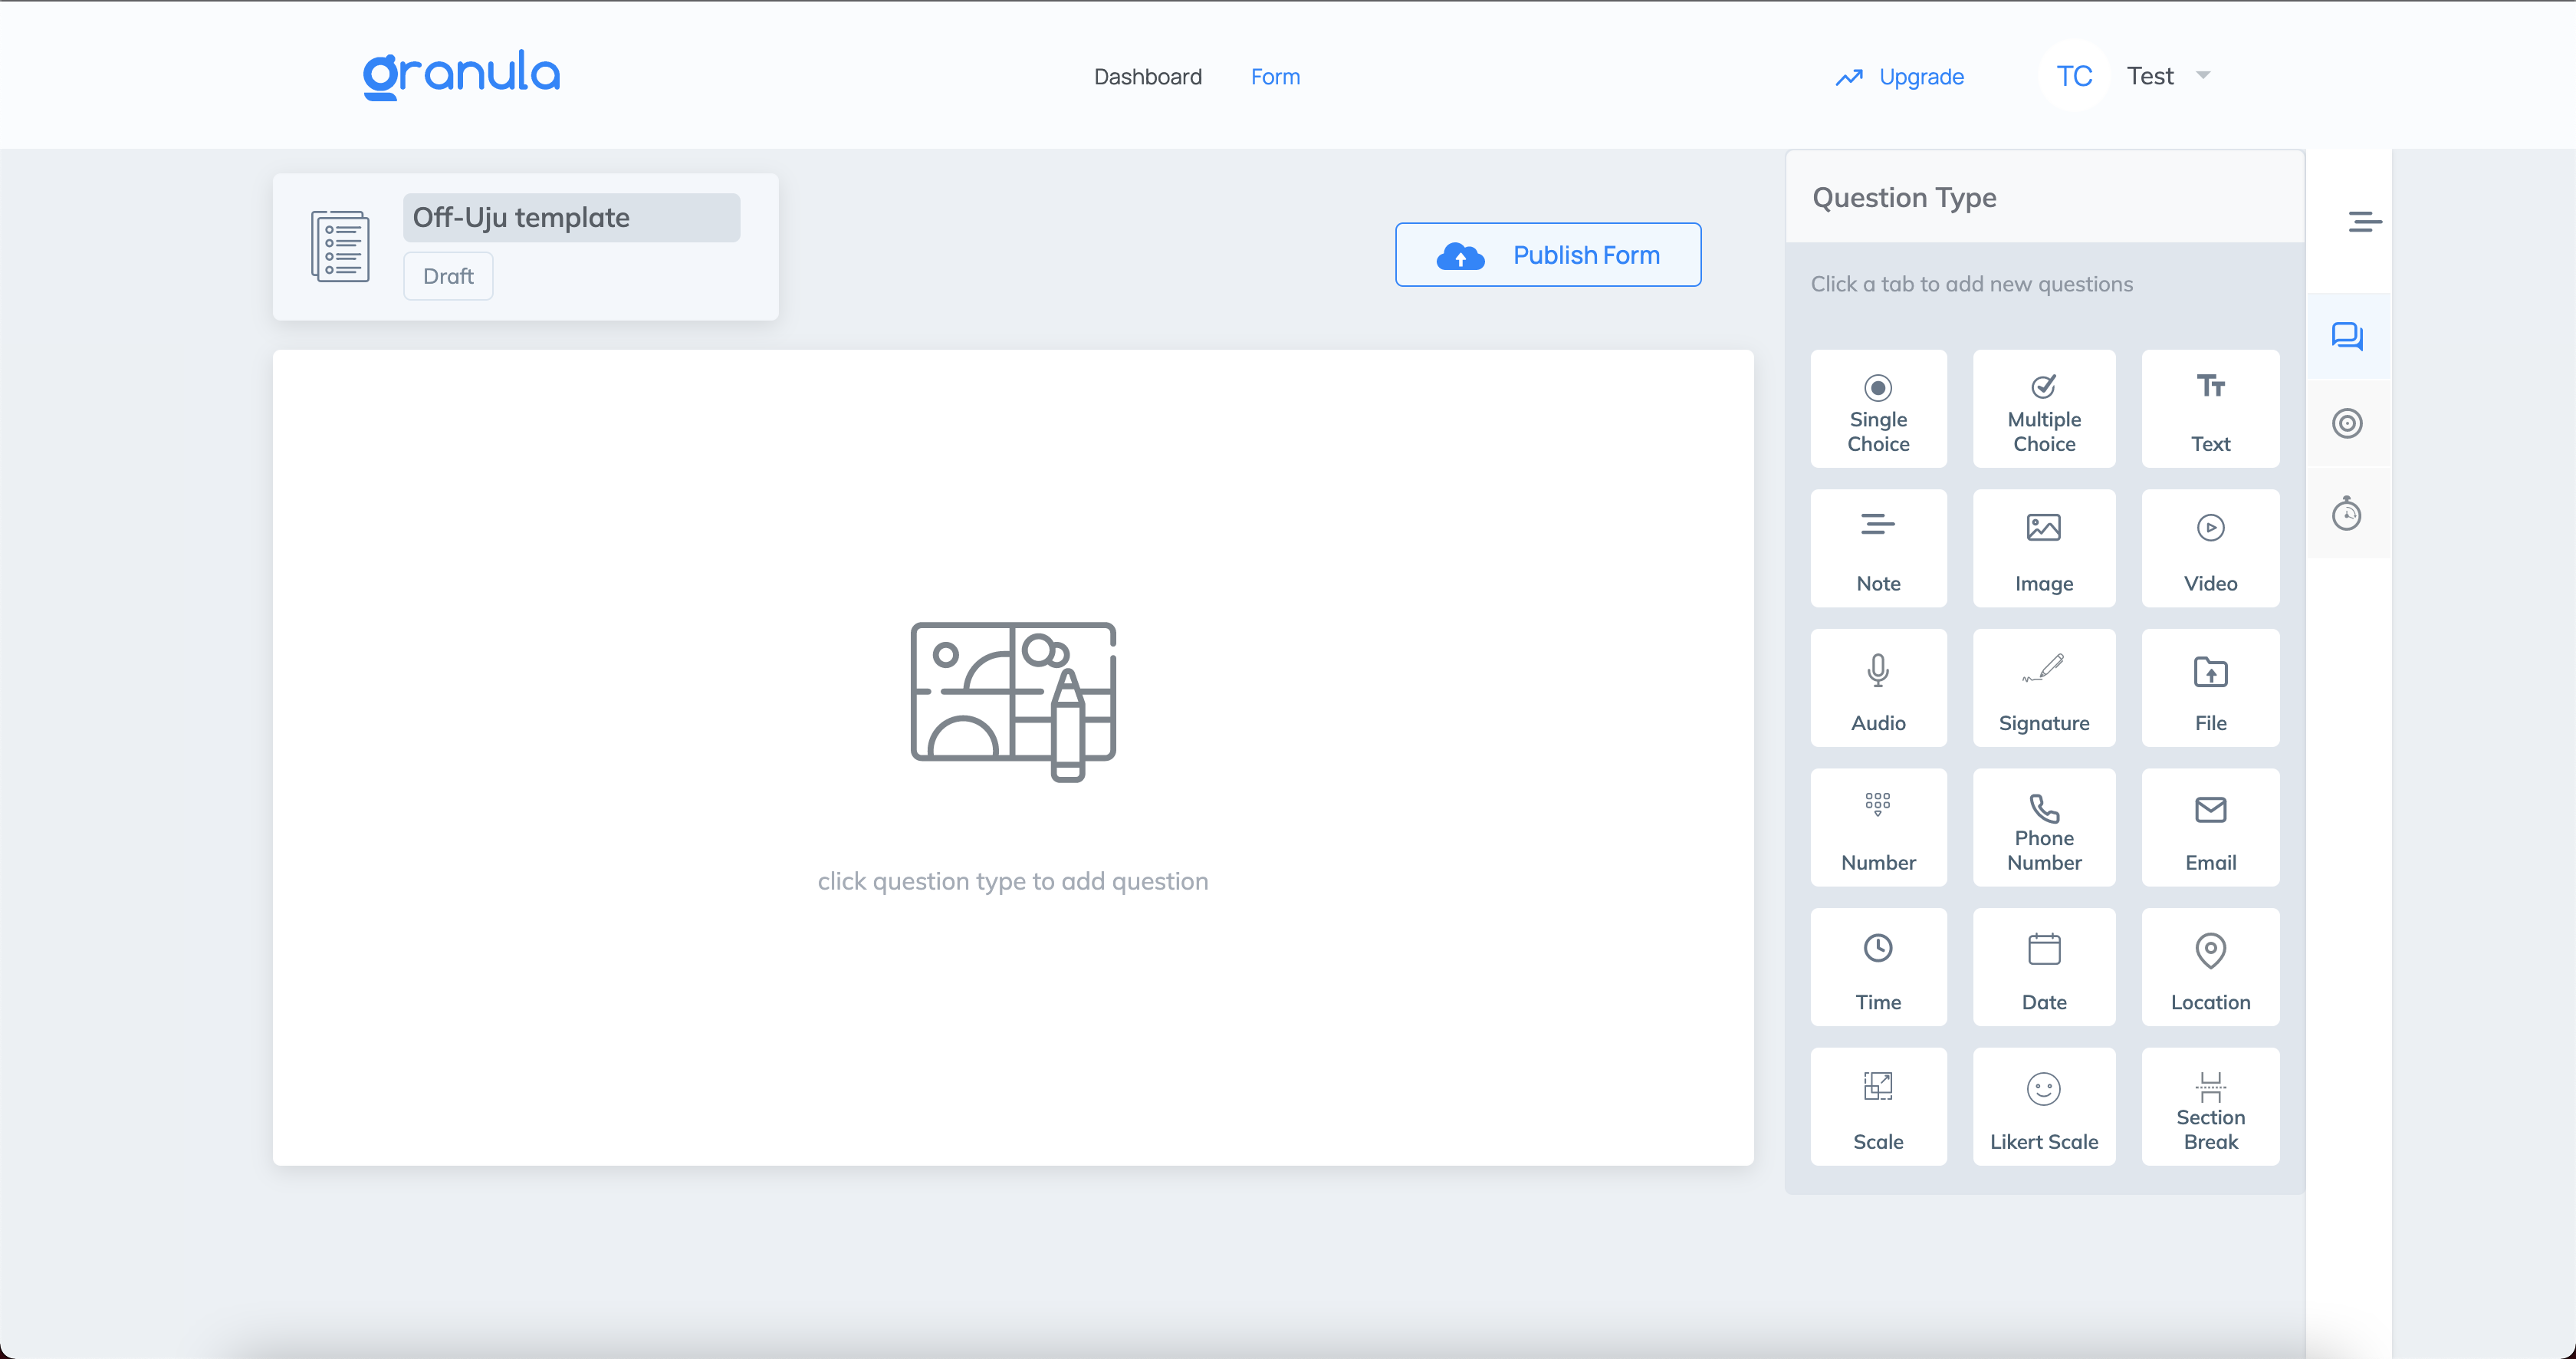 granula
Dashboard
Form
Upgrade
TC
Test
Off-Uju template
Draft
Publish Form
click question type to add question
Question Type
Click a tab to add new questions
Single
Choice
Multiple
Choice
Text
Note
Image
Video
Audio
Signature
File
Number
Phone
Number
Email
Time
Date
Location
Scale
Likert Scale
Section
Break